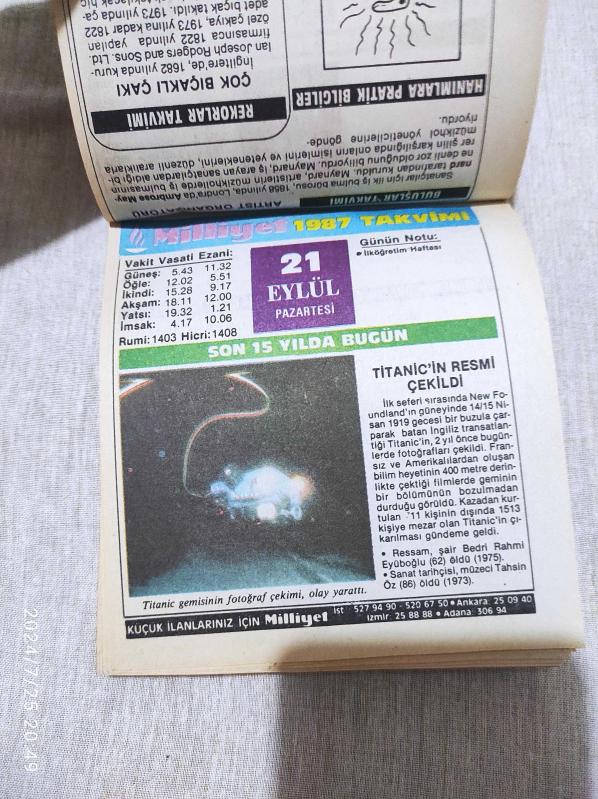 İngiltere'de, 1682 yılında kuru-
lan Joseph Rodgers and Sons. Ltd.
firmasınca 1822 yılında yapılan
özel çakıya, 1973 yılına kadar 1822
adet bıçak takıldı. 1973 yılında ça-
ÇOK BIÇAKLI ÇAKI
REKORLAR TAKVİMİ
HANIMLARA PRATİK BİLGİLER
Sanatçılar için ilk iş bulma bürosu, 1858 yılında, Londra'da Ambrose May-
nard tarafından kuruldu. Maynard, artistlerin müzikhollerde iş bulmasının
ne denli zor olduğunu biliyordu. Maynard, iş arayan sanatçılardan aldığı bi-
rer şilin karşılığında onların isimlerini ve yeteneklerini, düzenli aralıklarla
müzikhol yöneticilerine gönde-
riyordu.
ARTİST ORGANİZATÖRÜ
BULUŞLAR TAKVİMİ
Milliyet 1987 TAKVİMİ
Vakit Vasati Ezani:
Güneş: 5.43 11.32
Öğle: 12.02 5.51
İkindi: 15.28 9.17
Akşam: 18.11 12.00
Yatsı: 19.32 1.21
İmsak: 4.17 10.06
Rumi: 1403 Hicri: 1408
21
EYLÜL
PAZARTESİ
Günün Notu:
• İlköğretim Haftası
SON 15 YILDA BUGÜN
TİTANİC'İN RESMİ
ÇEKİLDİ
İlk seferi sırasında New Fo-
undland'ın güneyinde 14/15 Ni-
san 1919 gecesi bir buzula çar-
parak batan İngiliz transatlan-
tiği Titanic'in, 2 yıl önce bugün-
lerde fotoğrafları çekildi. Fran-
sız ve Amerikalılardan oluşan
bilim heyetinin 400 metre derin-
likte çektiği filmlerde geminin
bir bölümünün bozulmadan
durduğu görüldü. Kazadan kur-
tulan 711 kişinin dışında 1513
kişiye mezar olan Titanic'in çı-
karılması gündeme geldi.
• Ressam, şair Bedri Rahmi
Eyüboğlu (62) öldü (1975).
• Sanat tarihçisi, müzeci Tahsin
Öz (86) öldü (1973).
Titanic gemisinin fotoğraf çekimi, olay yarattı.
KÜÇÜK İLANLARINIZ İÇİN Milliyet İst : 527 94 90 - 520 67 50 • Ankara: 25 09 40
İzmir: 25 88 88 • Adana: 306 94
2024/7/25 20:49